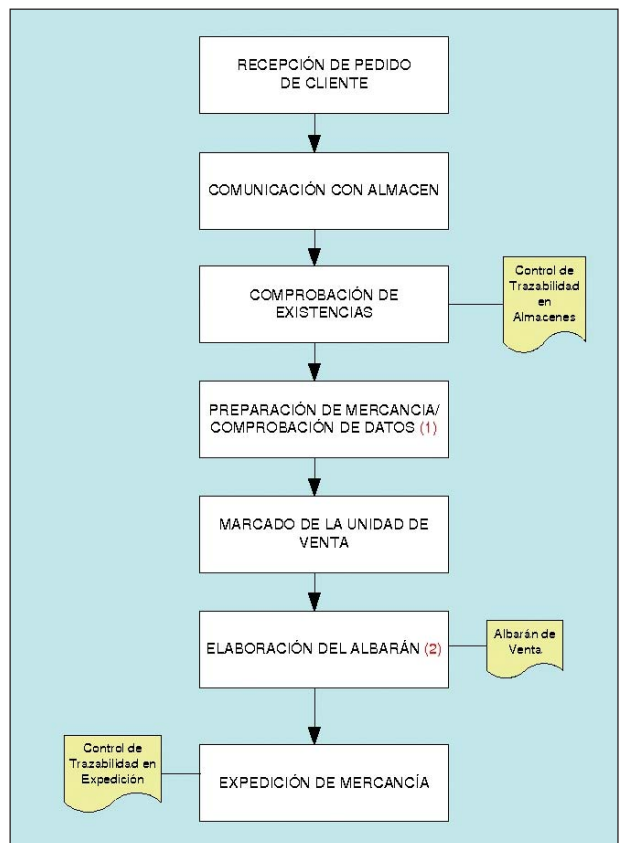 RECEPCIÓN DE PEDIDO
DE CLIENTE
COMUNICACIÓN CON ALMACEN
COMPROBACIÓN DE
EXISTENCIAS
Control de
Trazabilidad
en
Almacenes
PREPARACIÓN DE MERCANCIA/
COMPROBACIÓN DE DATOS (1)
MARCADO DE LA UNIDAD DE
VENTA
ELABORACIÓN DEL ALBARÁN (2)
Albarán de
Venta
Control de
Trazabilidad en
Expedición
EXPEDICIÓN DE MERCANCÍA